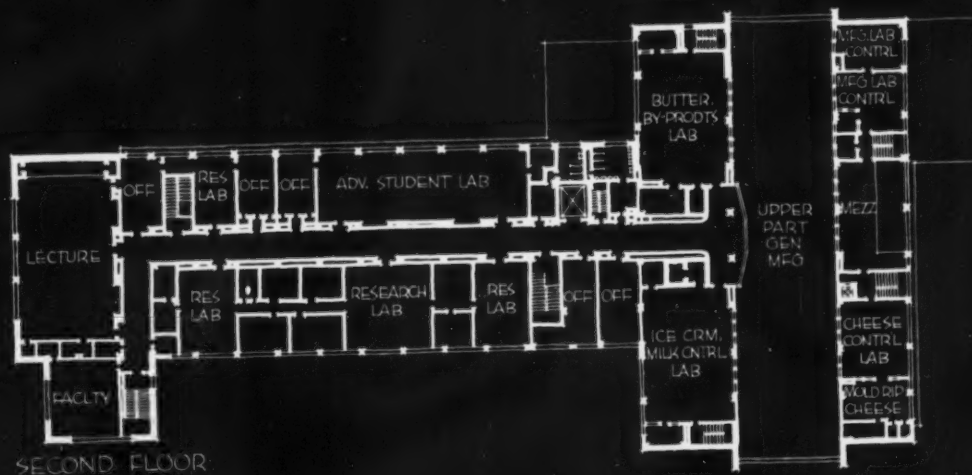 MFG.LAB
CONTRL
MFG LAB
CONTRL
BUTTER.
BY-PRODTS
LAB
OFF
RES
LAB
OFF
OFF
ADV. STUDENT LAB
LECTURE
UPPER
PART
GEN
MFG
MEZZ
RES
LAB
RESEARCH
LAB
RES
LAB
OFF
OFF
ICE CRM.
MILK CNTRL
LAB
CHEESE
CONTRL
LAB
FACLTY
MOLD RIP
CHEESE
SECOND FLOOR